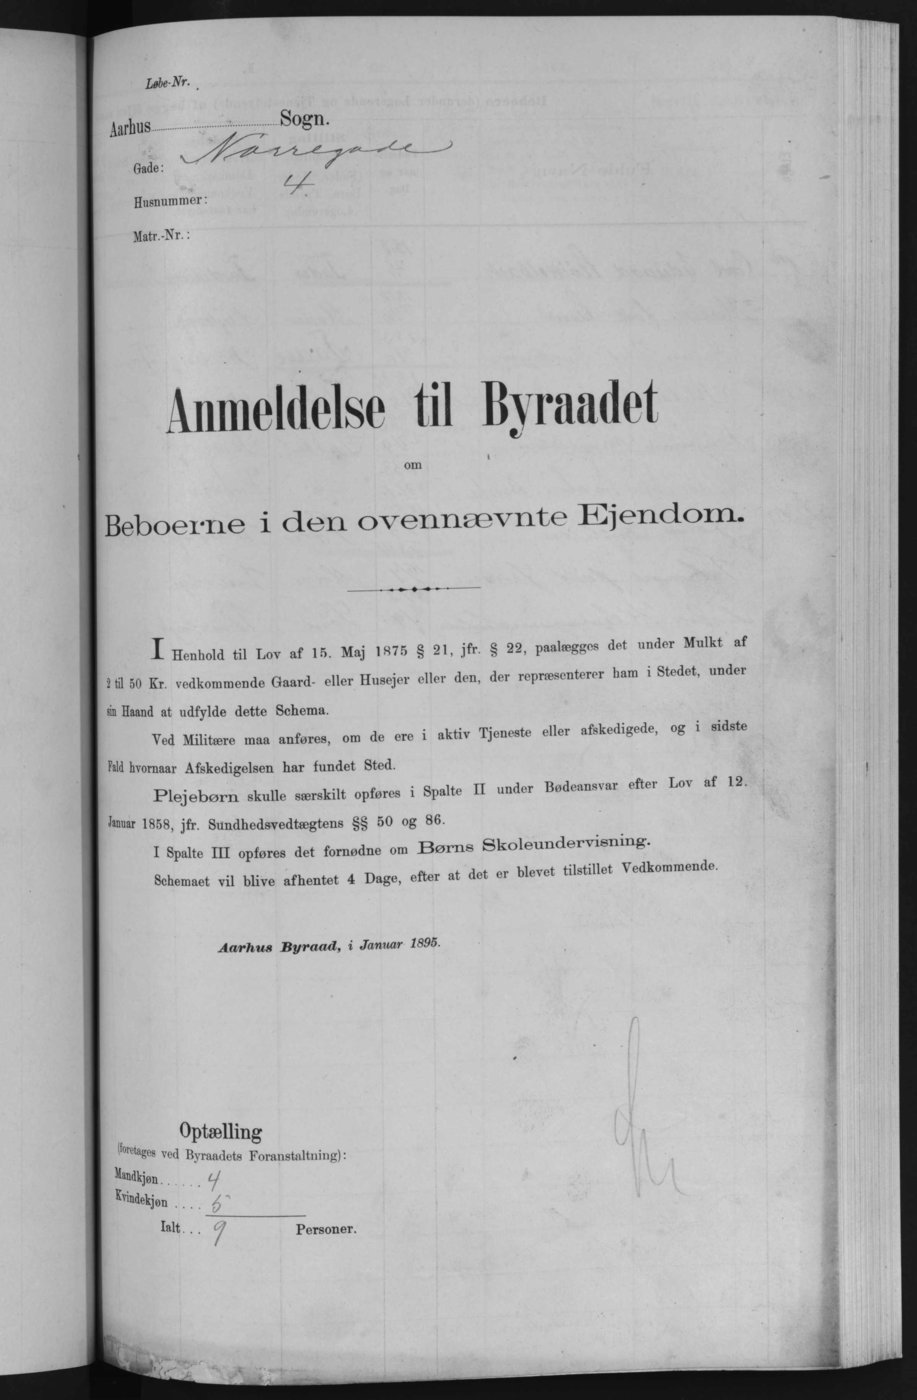 Løbe-Nr.
Aarhus Sogn.
Gade: Nørregade
Husnummer: 4.
Matr.-Nr.:
Anmeldelse til Byraadet
om
Beboerne i den ovennævnte Ejendom.
I Henhold til Lov af 15. Maj 1875 § 21, jfr. § 22, paalægges det under Mulkt af
2 til 50 Kr. vedkommende Gaard- eller Husejer eller den, der repræsenterer ham i Stedet, under
sin Haand at udfylde dette Schema.
Ved Militære maa anføres, om de ere i aktiv Tjeneste eller afskedigede, og i sidste
Fald hvornaar Afskedigelsen har fundet Sted.
Plejebørn skulle særskilt opføres i Spalte II under Bødeansvar efter Lov af 12.
Januar 1858, jfr. Sundhedsvedtægtens §§ 50 og 86.
I Spalte III opføres det fornødne om Børns Skoleundervisning.
Schemaet vil blive afhentet 4 Dage, efter at det er blevet tilstillet Vedkommende.
Aarhus Byraad, i Januar 1895.
Optælling
(foretages ved Byraadets Foranstaltning):
Mandkjøn...... 4
Kvindekjøn .... 5
Ialt... 9 Personer.